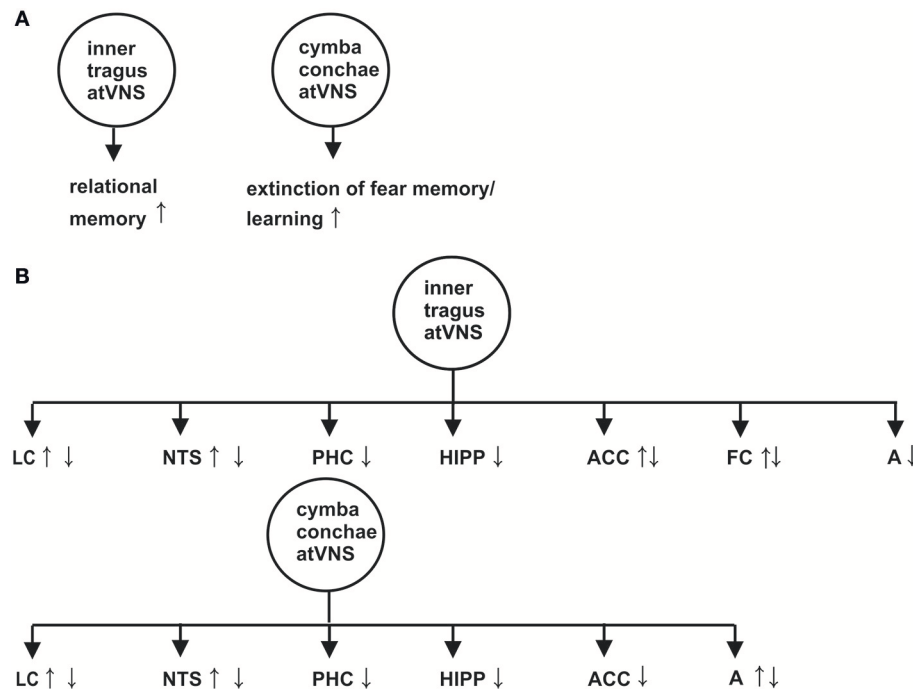 A
inner
tragus
atVNS
cymba
conchae
atVNS
relational
memory ↑
extinction of fear memory/
learning ↑
B
inner
tragus
atVNS
LC ↑ ↓ NTS ↑ ↓ PHC ↓ HIPP ↓ ACC ↑↓ FC ↑↓ A ↓
cymba
conchae
atVNS
LC ↑ ↓ NTS ↑ ↓ PHC ↓ HIPP ↓ ACC ↓ A ↑↓